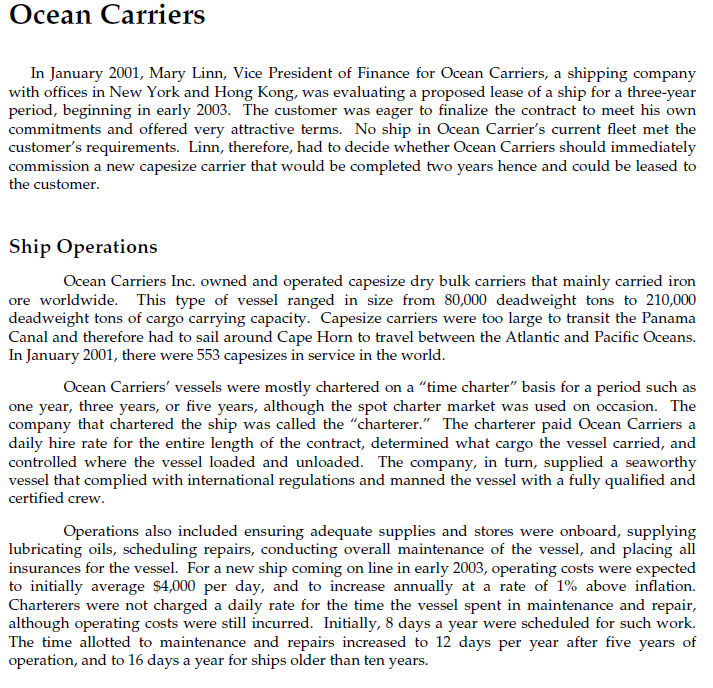 Ocean Carriers
In January 2001, Mary Linn, Vice President of Finance for Ocean Carriers, a shipping company
with offices in New York and Hong Kong, was evaluating a proposed lease of a ship for a three-year
period, beginning in early 2003. The customer was eager to finalize the contract to meet his own
commitments and offered very attractive terms. No ship in Ocean Carrier's current fleet met the
customer's requirements. Linn, therefore, had to decide whether Ocean Carriers should immediately
commission a new capesize carrier that would be completed two years hence and could be leased to
the customer.
Ship Operations
Ocean Carriers Inc. owned and operated capesize dry bulk carriers that mainly carried iron
ore worldwide. This type of vessel ranged in size from 80,000 deadweight tons to 210,000
deadweight tons of cargo carrying capacity. Capesize carriers were too large to transit the Panama
Canal and therefore had to sail around Cape Horn to travel between the Atlantic and Pacific Oceans.
In January 2001, there were 553 capesizes in service in the world.
Ocean Carriers' vessels were mostly chartered on a "time charter" basis for a period such as
one year, three years, or five years, although the spot charter market was used on occasion. The
company that chartered the ship was called the "charterer." The charterer paid Ocean Carriers a
daily hire rate for the entire length of the contract, determined what cargo the vessel carried, and
controlled where the vessel loaded and unloaded. The company, in turn, supplied a seaworthy
vessel that complied with international regulations and manned the vessel with a fully qualified and
certified crew.
Operations also included ensuring adequate supplies and stores were onboard, supplying
lubricating oils, scheduling repairs, conducting overall maintenance of the vessel, and placing all
insurances for the vessel. For a new ship coming on line in early 2003, operating costs were expected
to initially average $4,000 per day, and to increase annually at a rate of 1% above inflation.
Charterers were not charged a daily rate for the time the vessel spent in maintenance and repair,
although operating costs were still incurred. Initially, 8 days a year were scheduled for such work.
The time allotted to maintenance and repairs increased to 12 days per year after five years of
operation, and to 16 days a year for ships older than ten years.